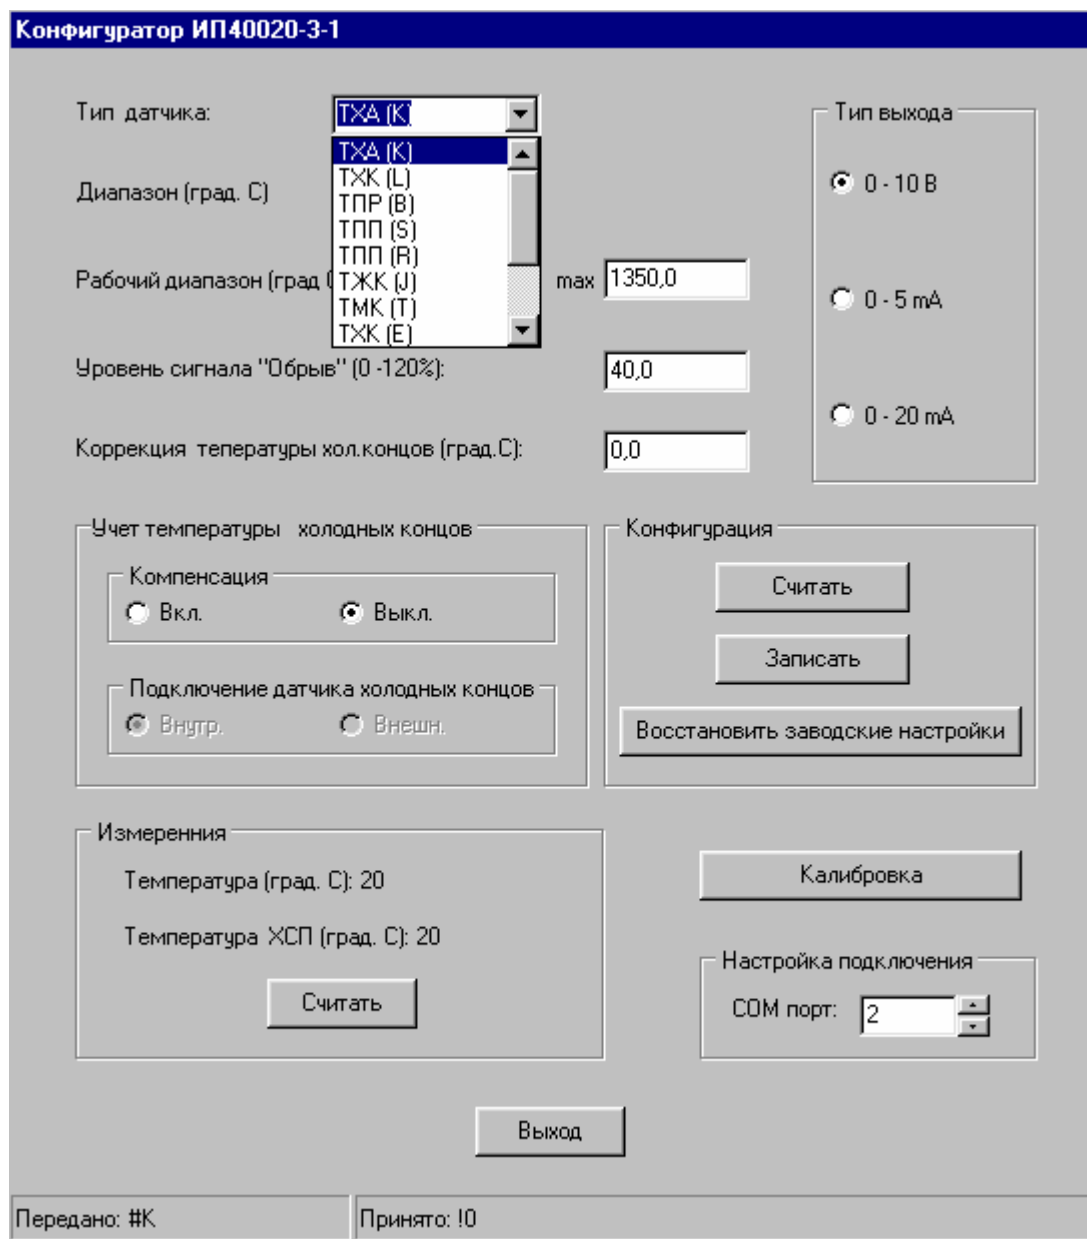 Конфигуратор ИП40020-3-1
Тип датчика:
ТХА (K)
ТХА (K)
ТХК (L)
ТПР (B)
ТПП (S)
ТПП (R)
ТЖК (J)
ТМК (T)
ТХК (E)
Диапазон (град. С)
Рабочий диапазон (град
max 1350,0
Уровень сигнала "Обрыв" (0 -120%): 40,0
Коррекция тепературы хол.концов (град.С): 0,0
Тип выхода
0 - 10 В
0 - 5 mA
0 - 20 mA
Учет температуры холодных концов
Компенсация
Вкл. Выкл.
Подключение датчика холодных концов
Внутр. Внешн.
Конфигурация
Считать
Записать
Восстановить заводские настройки
Измеренния
Температура (град. С): 20
Температура ХСП (град. С): 20
Считать
Калибровка
Настройка подключения
COM порт: 2
Выход
Передано: #K
Принято: !0